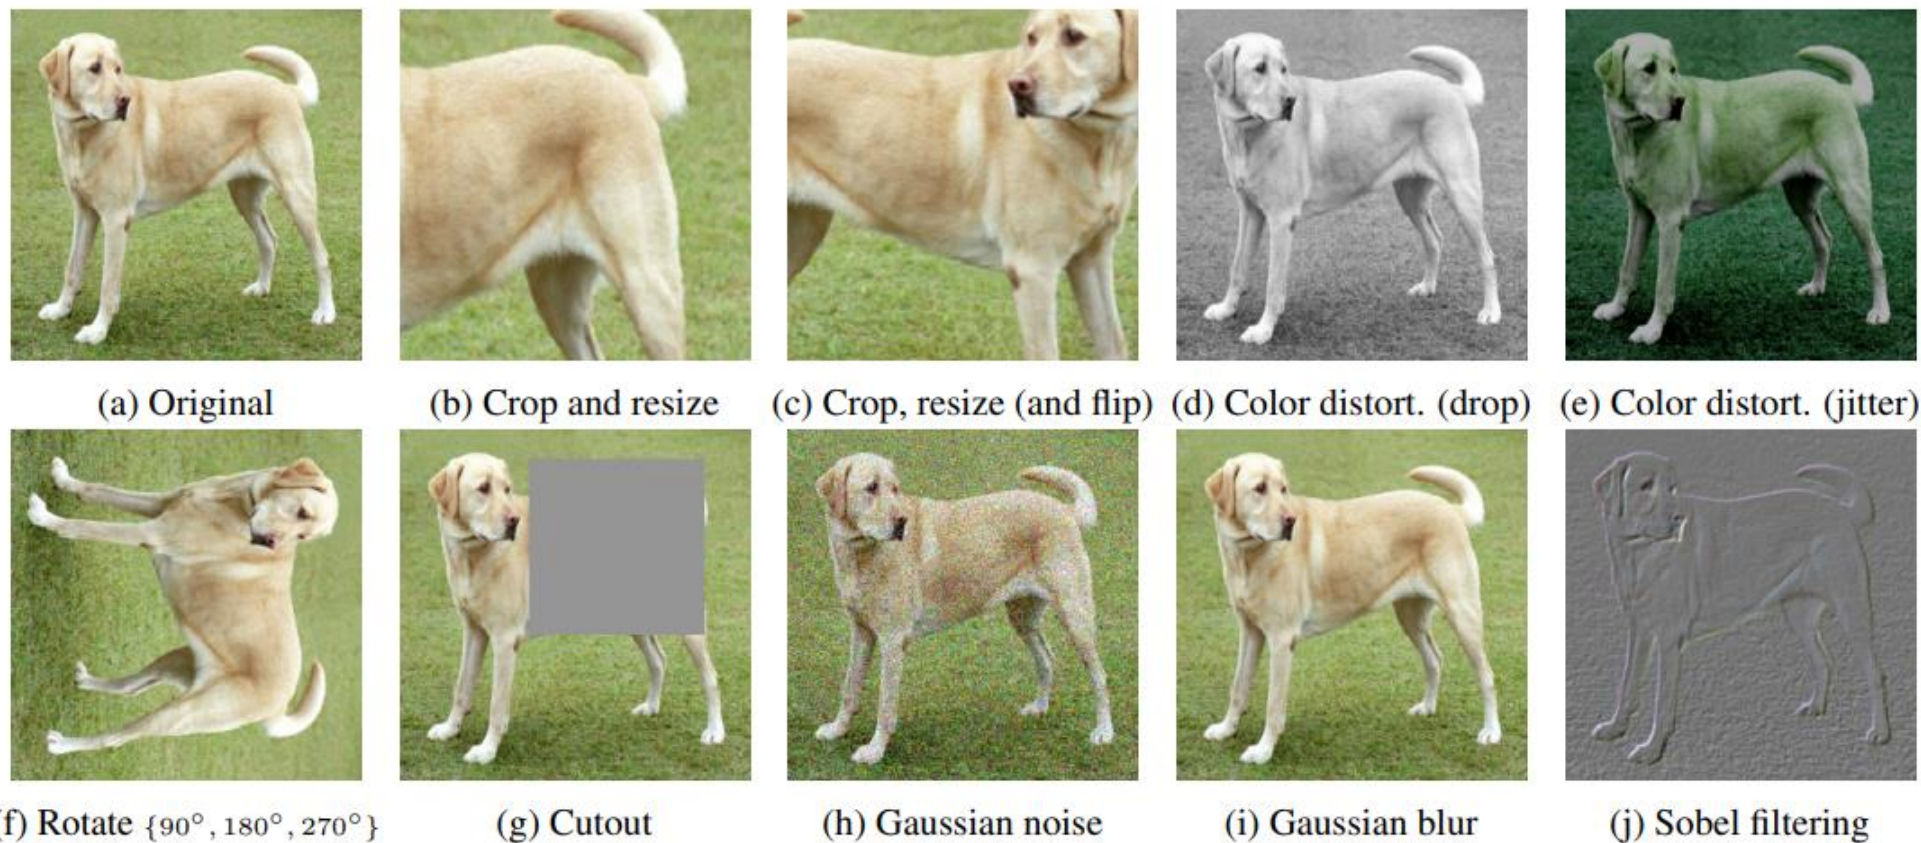 (a) Original
(b) Crop and resize
(c) Crop, resize (and flip)
(d) Color distort. (drop)
(e) Color distort. (jitter)
(f) Rotate {90°, 180°, 270°}
(g) Cutout
(h) Gaussian noise
(i) Gaussian blur
(j) Sobel filtering